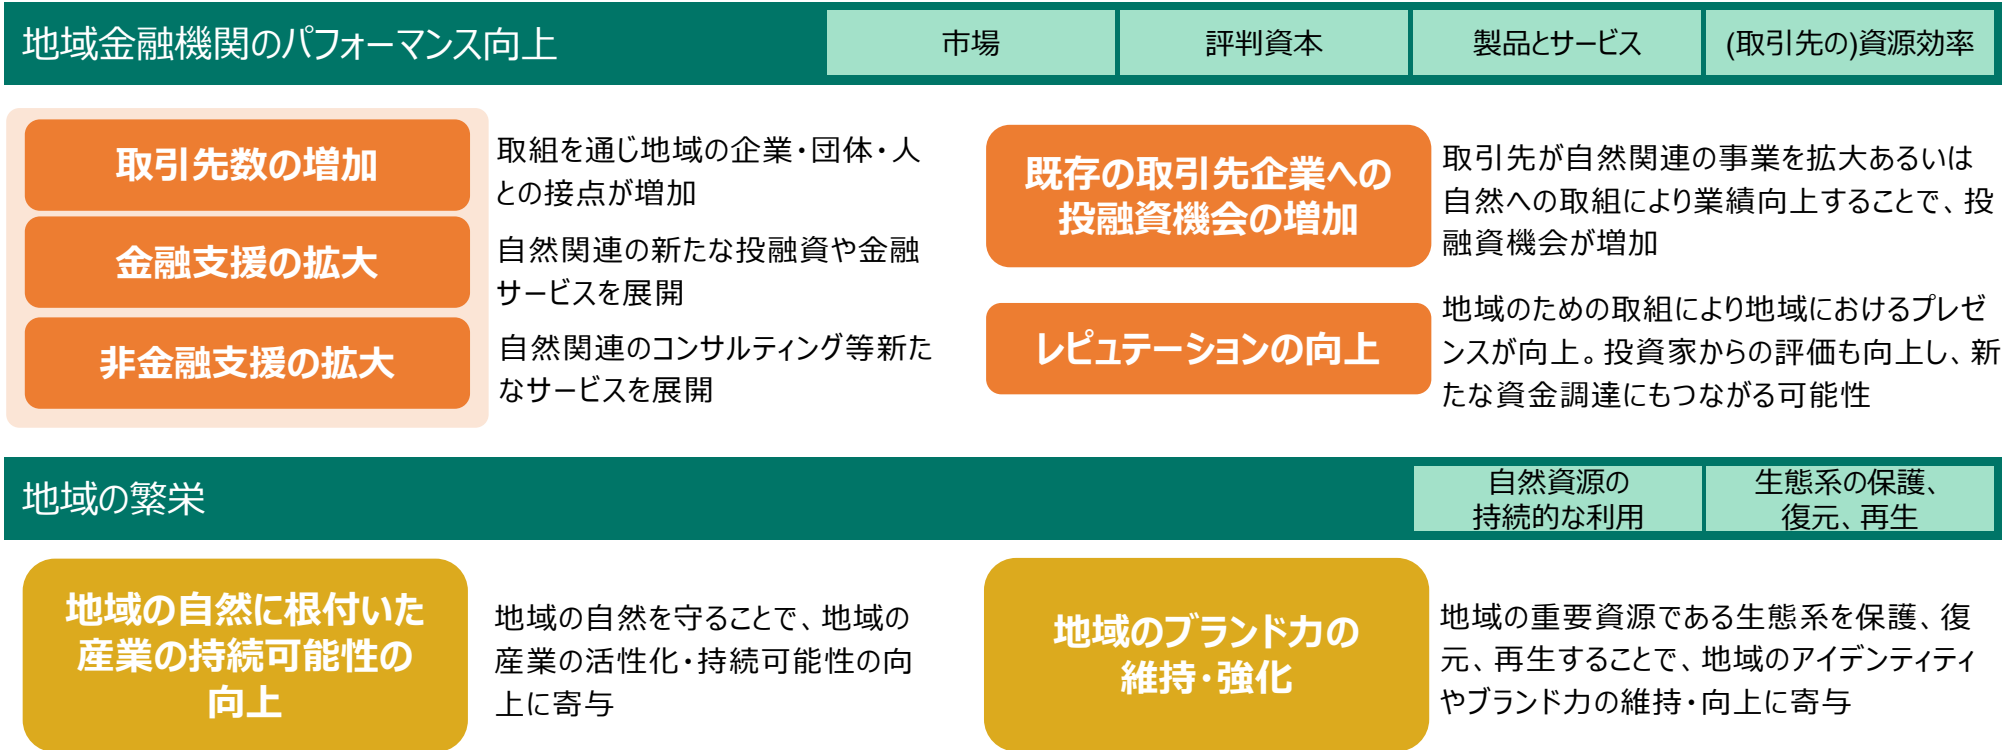 地域金融機関のパフォーマンス向上
市場
評判資本
製品とサービス
(取引先の)資源効率
取引先数の増加
取組を通じ地域の企業・団体・人
との接点が増加
金融支援の拡大
自然関連の新たな投融資や金融
サービスを展開
非金融支援の拡大
自然関連のコンサルティング等新た
なサービスを展開
既存の取引先企業への
投融資機会の増加
取引先が自然関連の事業を拡大あるいは
自然への取組により業績向上することで、投
融資機会が増加
レピュテーションの向上
地域のための取組により地域におけるプレゼ
ンスが向上。投資家からの評価も向上し、新
たな資金調達にもつながる可能性
地域の繁栄
自然資源の
持続的な利用
生態系の保護、
復元、再生
地域の自然に根付いた
産業の持続可能性の
向上
地域の自然を守ることで、地域の
産業の活性化・持続可能性の向
上に寄与
地域のブランド力の
維持・強化
地域の重要資源である生態系を保護、復
元、再生することで、地域のアイデンティティ
やブランド力の維持・向上に寄与